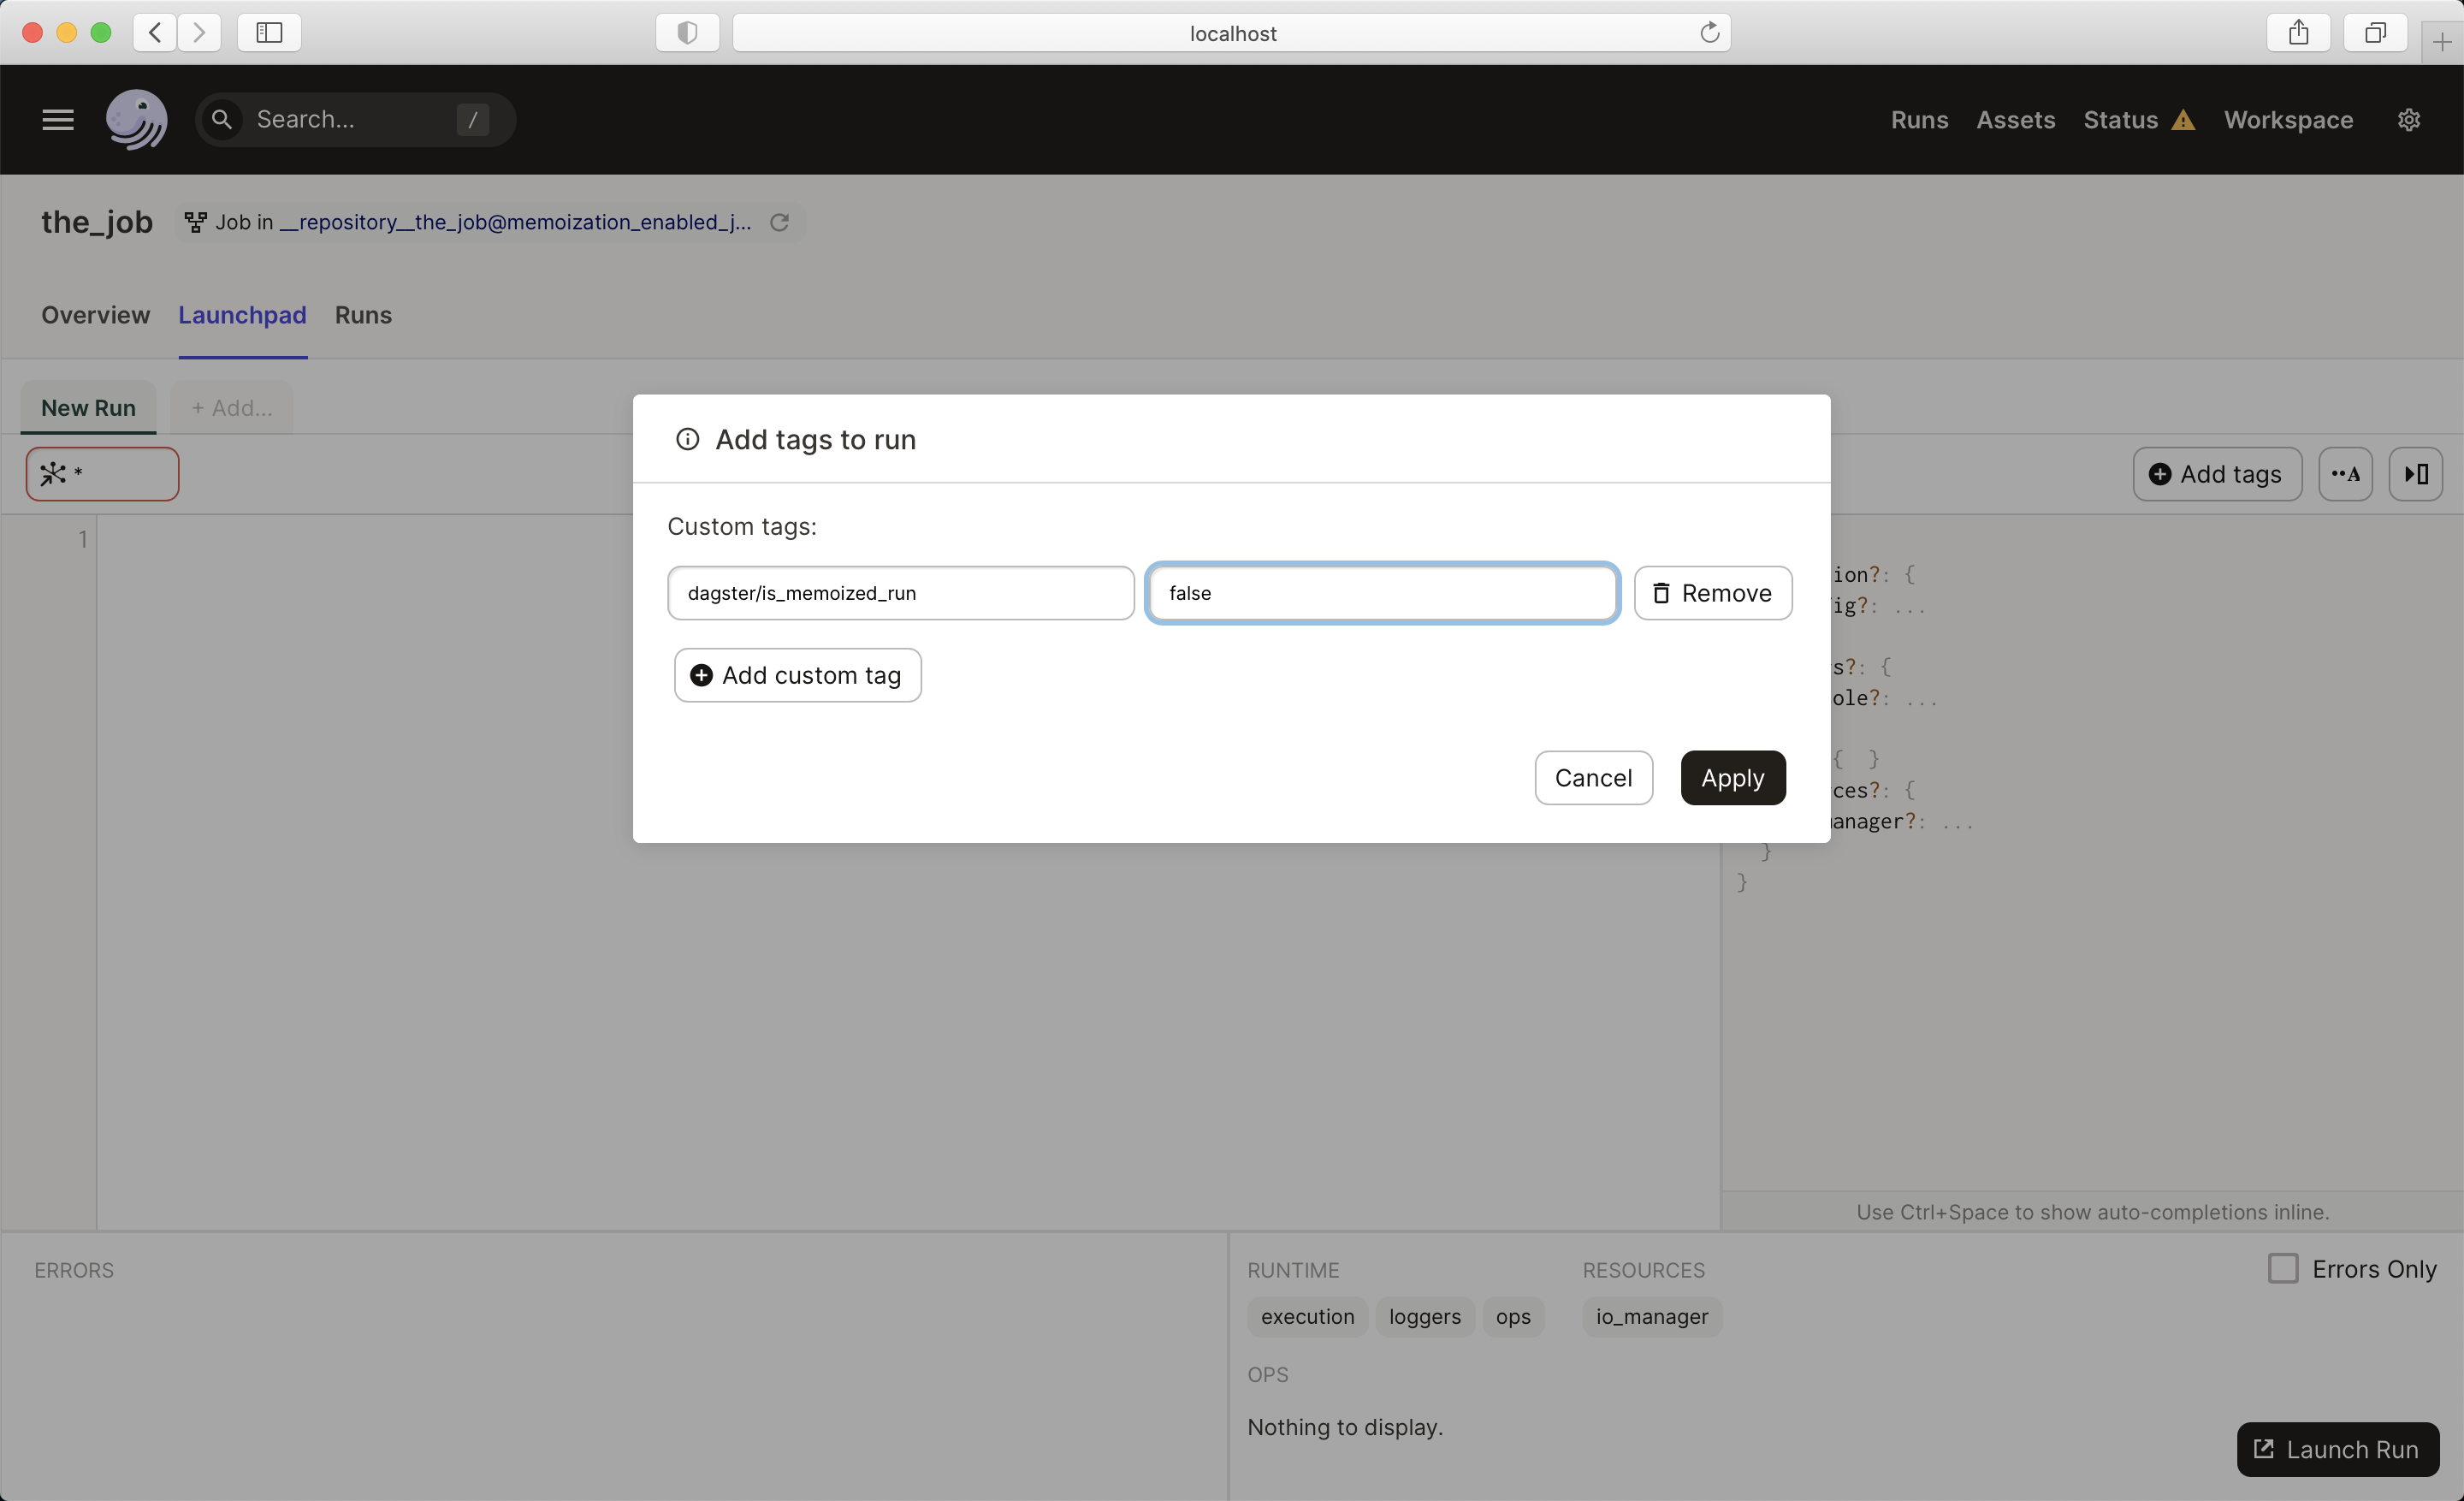 localhost
Search... /
Runs Assets Status Workspace
the_job Job in __repository__the_job@memoization_enabled_j...
Overview Launchpad Runs
New Run + Add...
*
Add tags
1
Add tags to run
Custom tags:
dagster/is_memoized_run false Remove
Add custom tag
Cancel Apply
ion?: {
ig?: ...
s?: {
ole?: ...
{ }
ces?: {
anager?: ...
}
}
Use Ctrl+Space to show auto-completions inline.
ERRORS
RUNTIME RESOURCES Errors Only
execution loggers ops io_manager
OPS
Nothing to display.
Launch Run